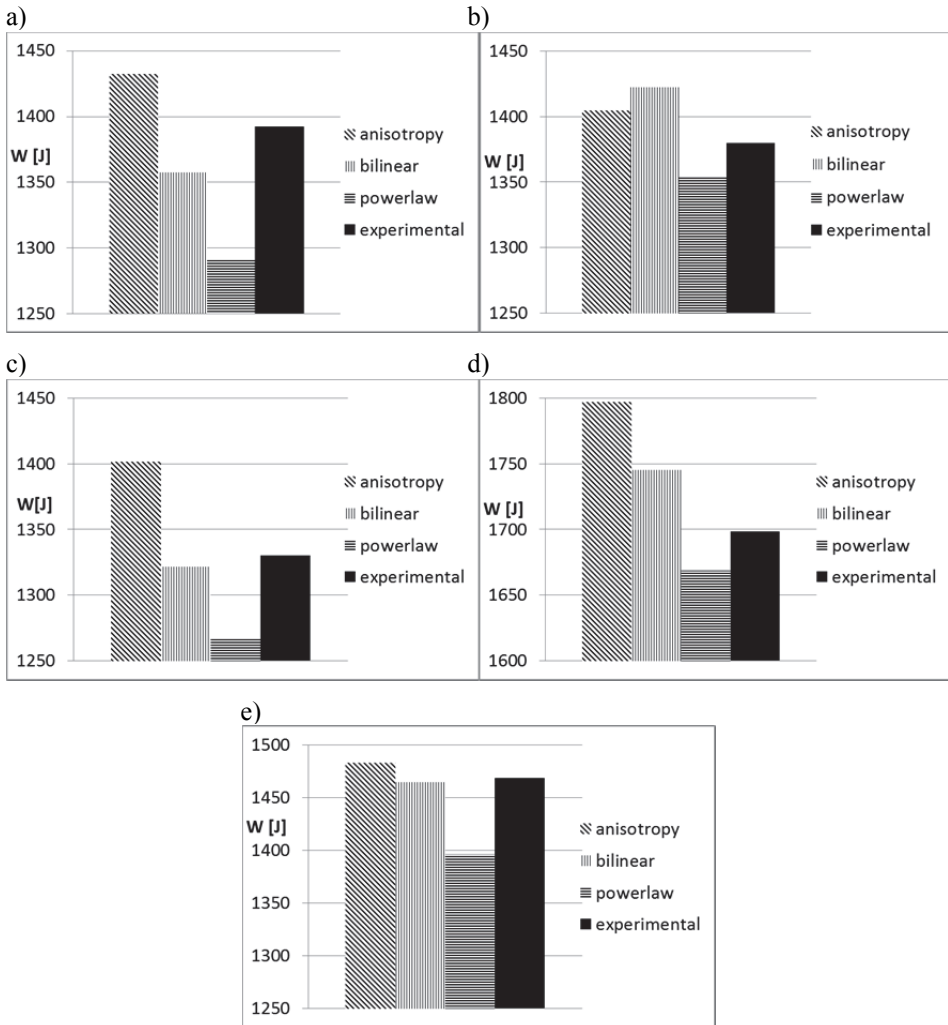 a)
1450
1400
W [J]
1350
1300
1250
anisotropy
bilinear
powerlaw
experimental
b)
1450
1400
W [J]
1350
1300
1250
anisotropy
bilinear
powerlaw
experimental
c)
1450
1400
W[J]
1350
1300
1250
anisotropy
bilinear
powerlaw
experimental
d)
1800
1750
W [J]
1700
1650
1600
anisotropy
bilinear
powerlaw
experimental
e)
1500
1450
W [J]
1400
1350
1300
1250
anisotropy
bilinear
powerlaw
experimental